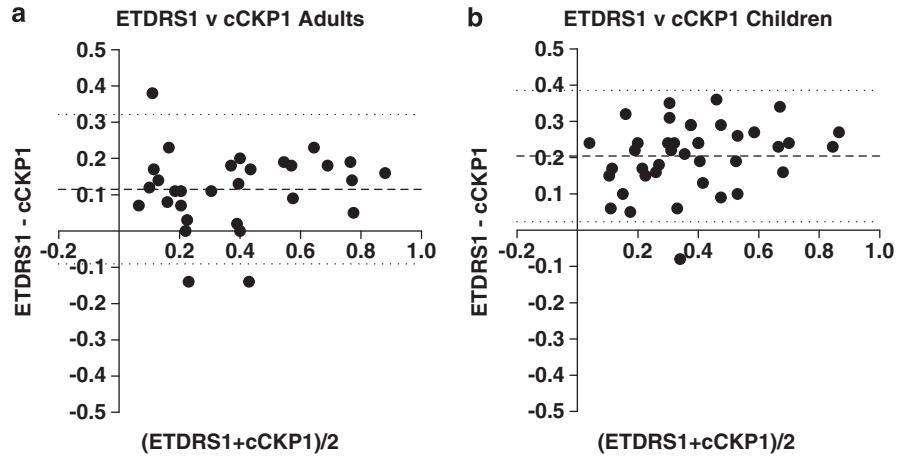 a
ETDRS1 v cCKP1 Adults
0.5
0.4
0.3
0.2
0.1
-0.1
-0.2
-0.3
-0.4
-0.5
-0.2 0.2 0.4 0.6 0.8 1.0
ETDRS1 - cCKP1
(ETDRS1+cCKP1)/2
b
ETDRS1 v cCKP1 Children
0.5
0.4
0.3
0.2
0.1
-0.1
-0.2
-0.3
-0.4
-0.5
-0.2 0.2 0.4 0.6 0.8 1.0
ETDRS1 - cCKP1
(ETDRS1+cCKP1)/2